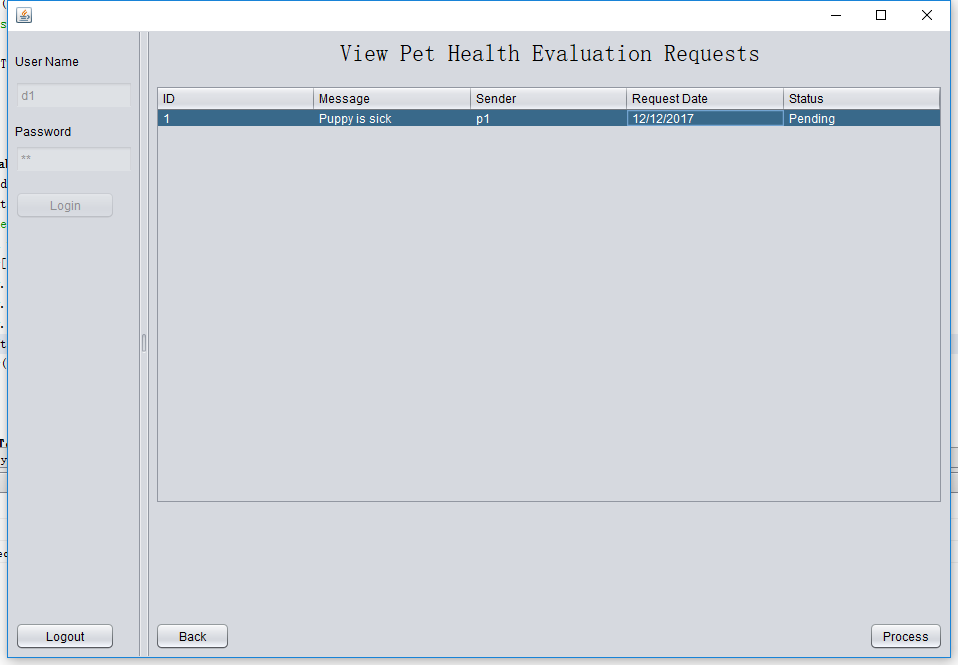 View Pet Health Evaluation Requests
User Name
d1
Password
**
Login
ID Message Sender Request Date Status
1 Puppy is sick p1 12/12/2017 Pending
Logout
Back
Process